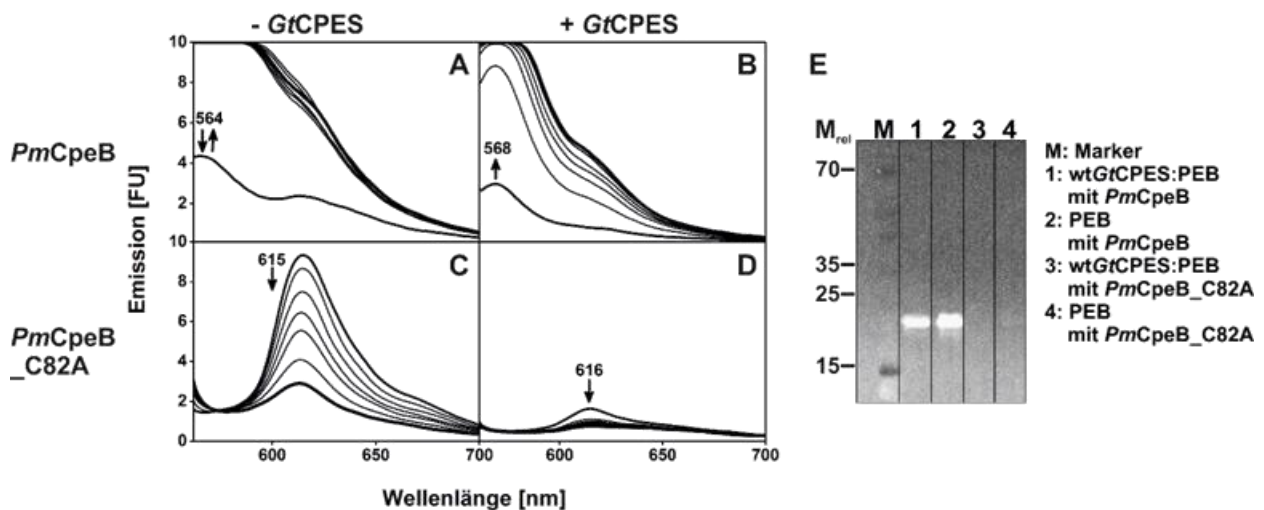 - GtCPES
+ GtCPES
PmCpeB
PmCpeB
_C82A
Emission [FU]
10
8
6
4
2
10
8
6
4
2
0
A
564
B
568
C
615
D
616
600
650
700
600
650
700
Wellenlänge [nm]
E
Mrel
M 1 2 3 4
70
35
25
15
M: Marker
1: wtGtCPES:PEB
mit PmCpeB
2: PEB
mit PmCpeB
3: wtGtCPES:PEB
mit PmCpeB_C82A
4: PEB
mit PmCpeB_C82A